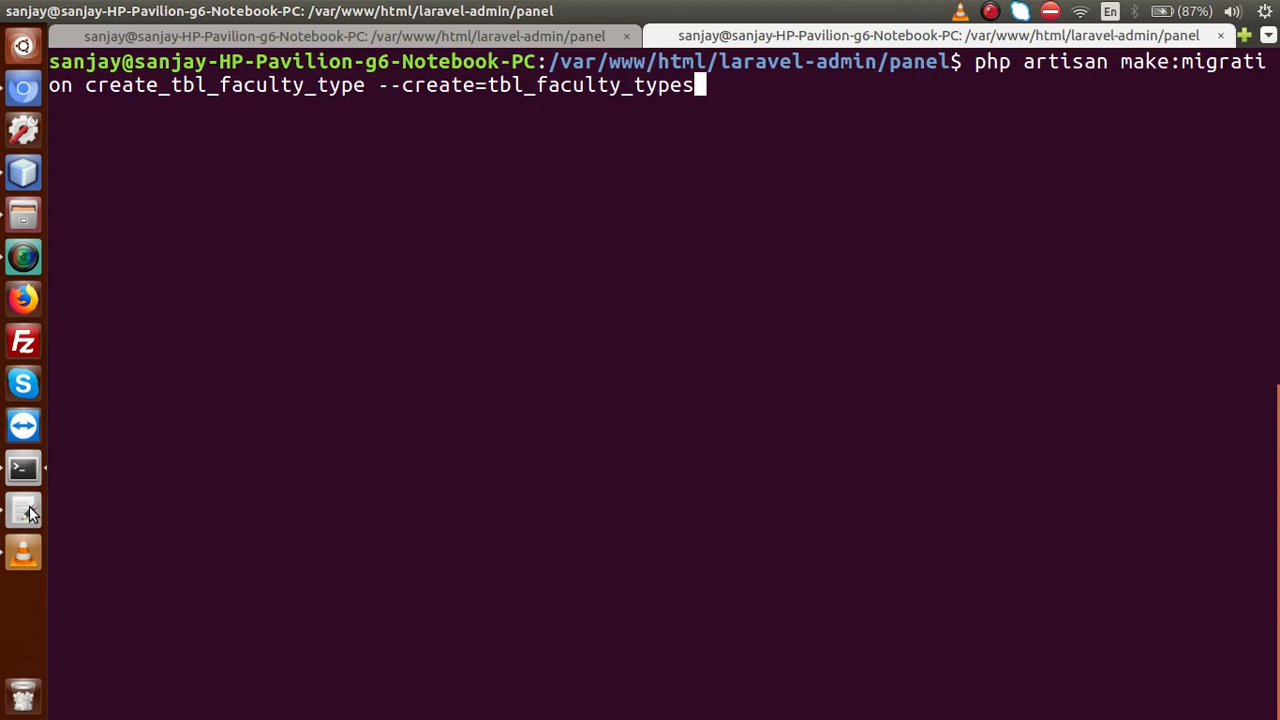 sanjay@sanjay-HP-Pavilion-g6-Notebook-PC: /var/www/html/laravel-admin/panel
En
(87%)
sanjay@sanjay-HP-Pavilion-g6-Notebook-PC: /var/www/html/laravel-admin/panel ×
sanjay@sanjay-HP-Pavilion-g6-Notebook-PC: /var/www/html/laravel-admin/panel ×
sanjay@sanjay-HP-Pavilion-g6-Notebook-PC:/var/www/html/laravel-admin/panel$ php artisan make:migrati
on create_tbl_faculty_type --create=tbl_faculty_types